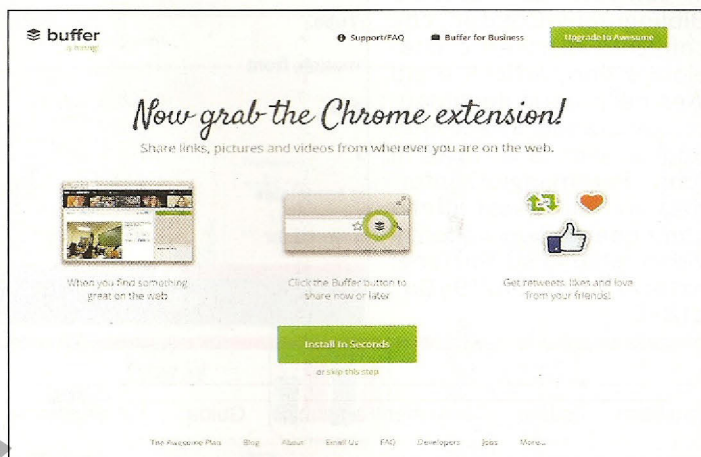 buffer
is hiring
Support/FAQ
Buffer for Business
Upgrade to Awesome
Now grab the Chrome extension!
Share links, pictures and videos from wherever you are on the web.
When you find something
great on the web
Click the Buffer button to
share now or later
Get retweets, likes and love
from your friends!
Install In Seconds
or skip this step
The Awesome Plan Blog About Email Us FAQ Developers Jobs More...